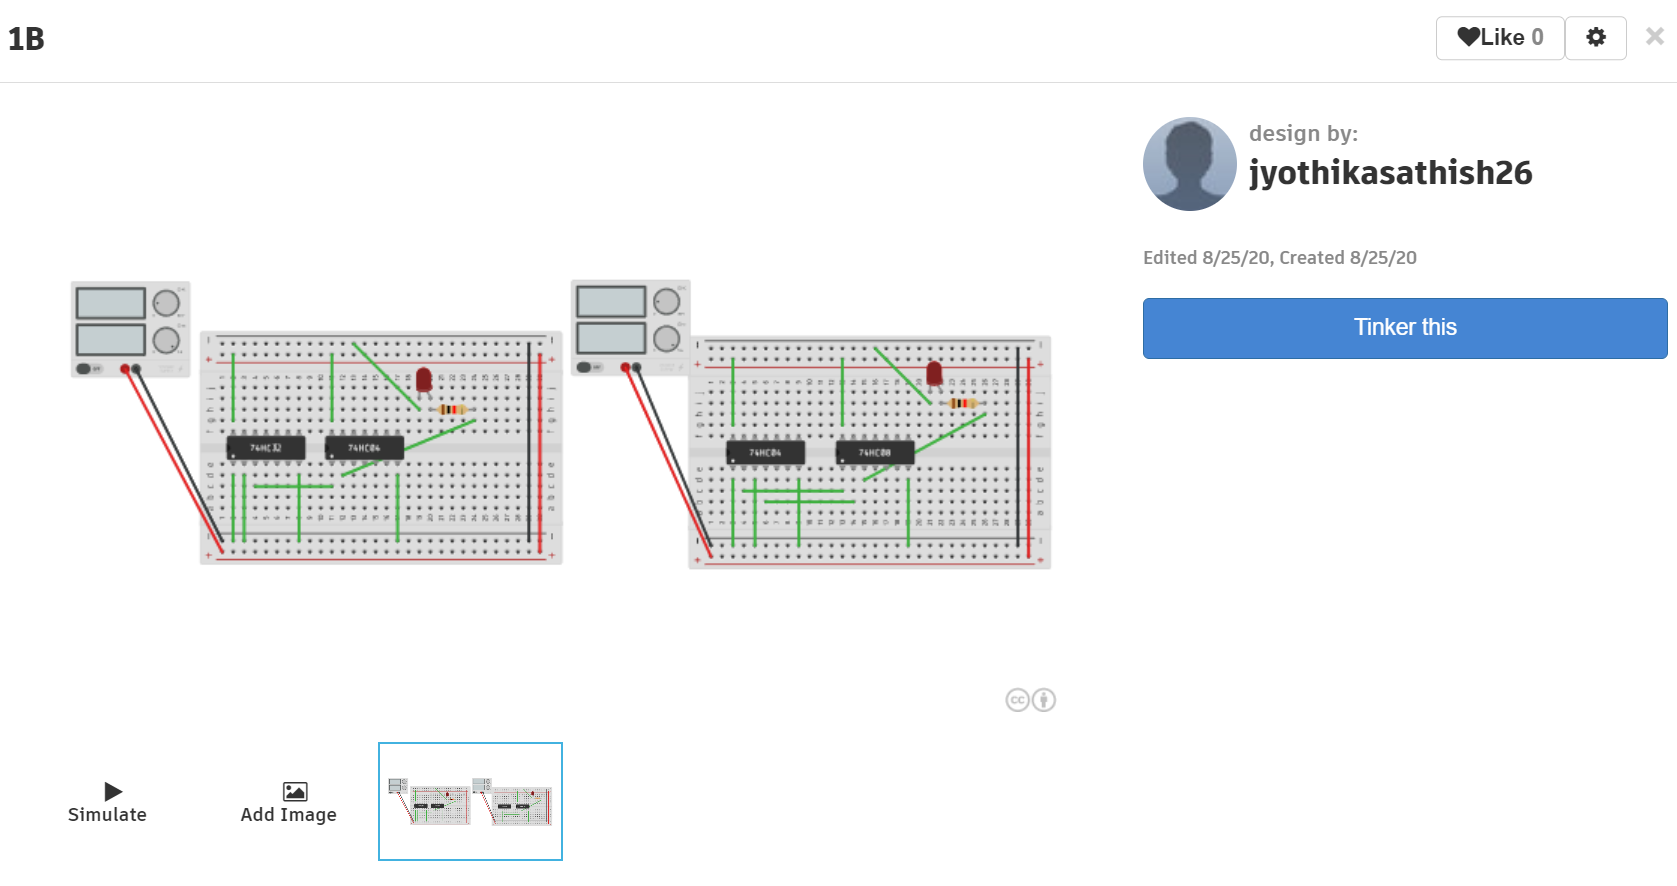 1B
Like 0
design by:
jyothikasathish26
Edited 8/25/20, Created 8/25/20
Tinker this
74HC32
74HC04
74HC04
74HC08
cc
Simulate
Add Image